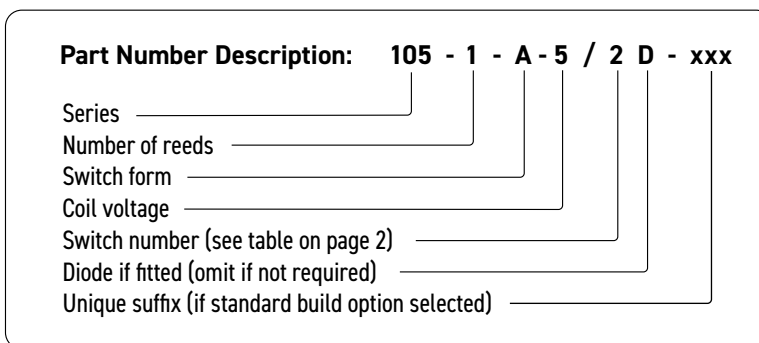 Part Number Description: 105 - 1 - A - 5 / 2 D - xxx
Series
Number of reeds
Switch form
Coil voltage
Switch number (see table on page 2)
Diode if fitted (omit if not required)
Unique suffix (if standard build option selected)